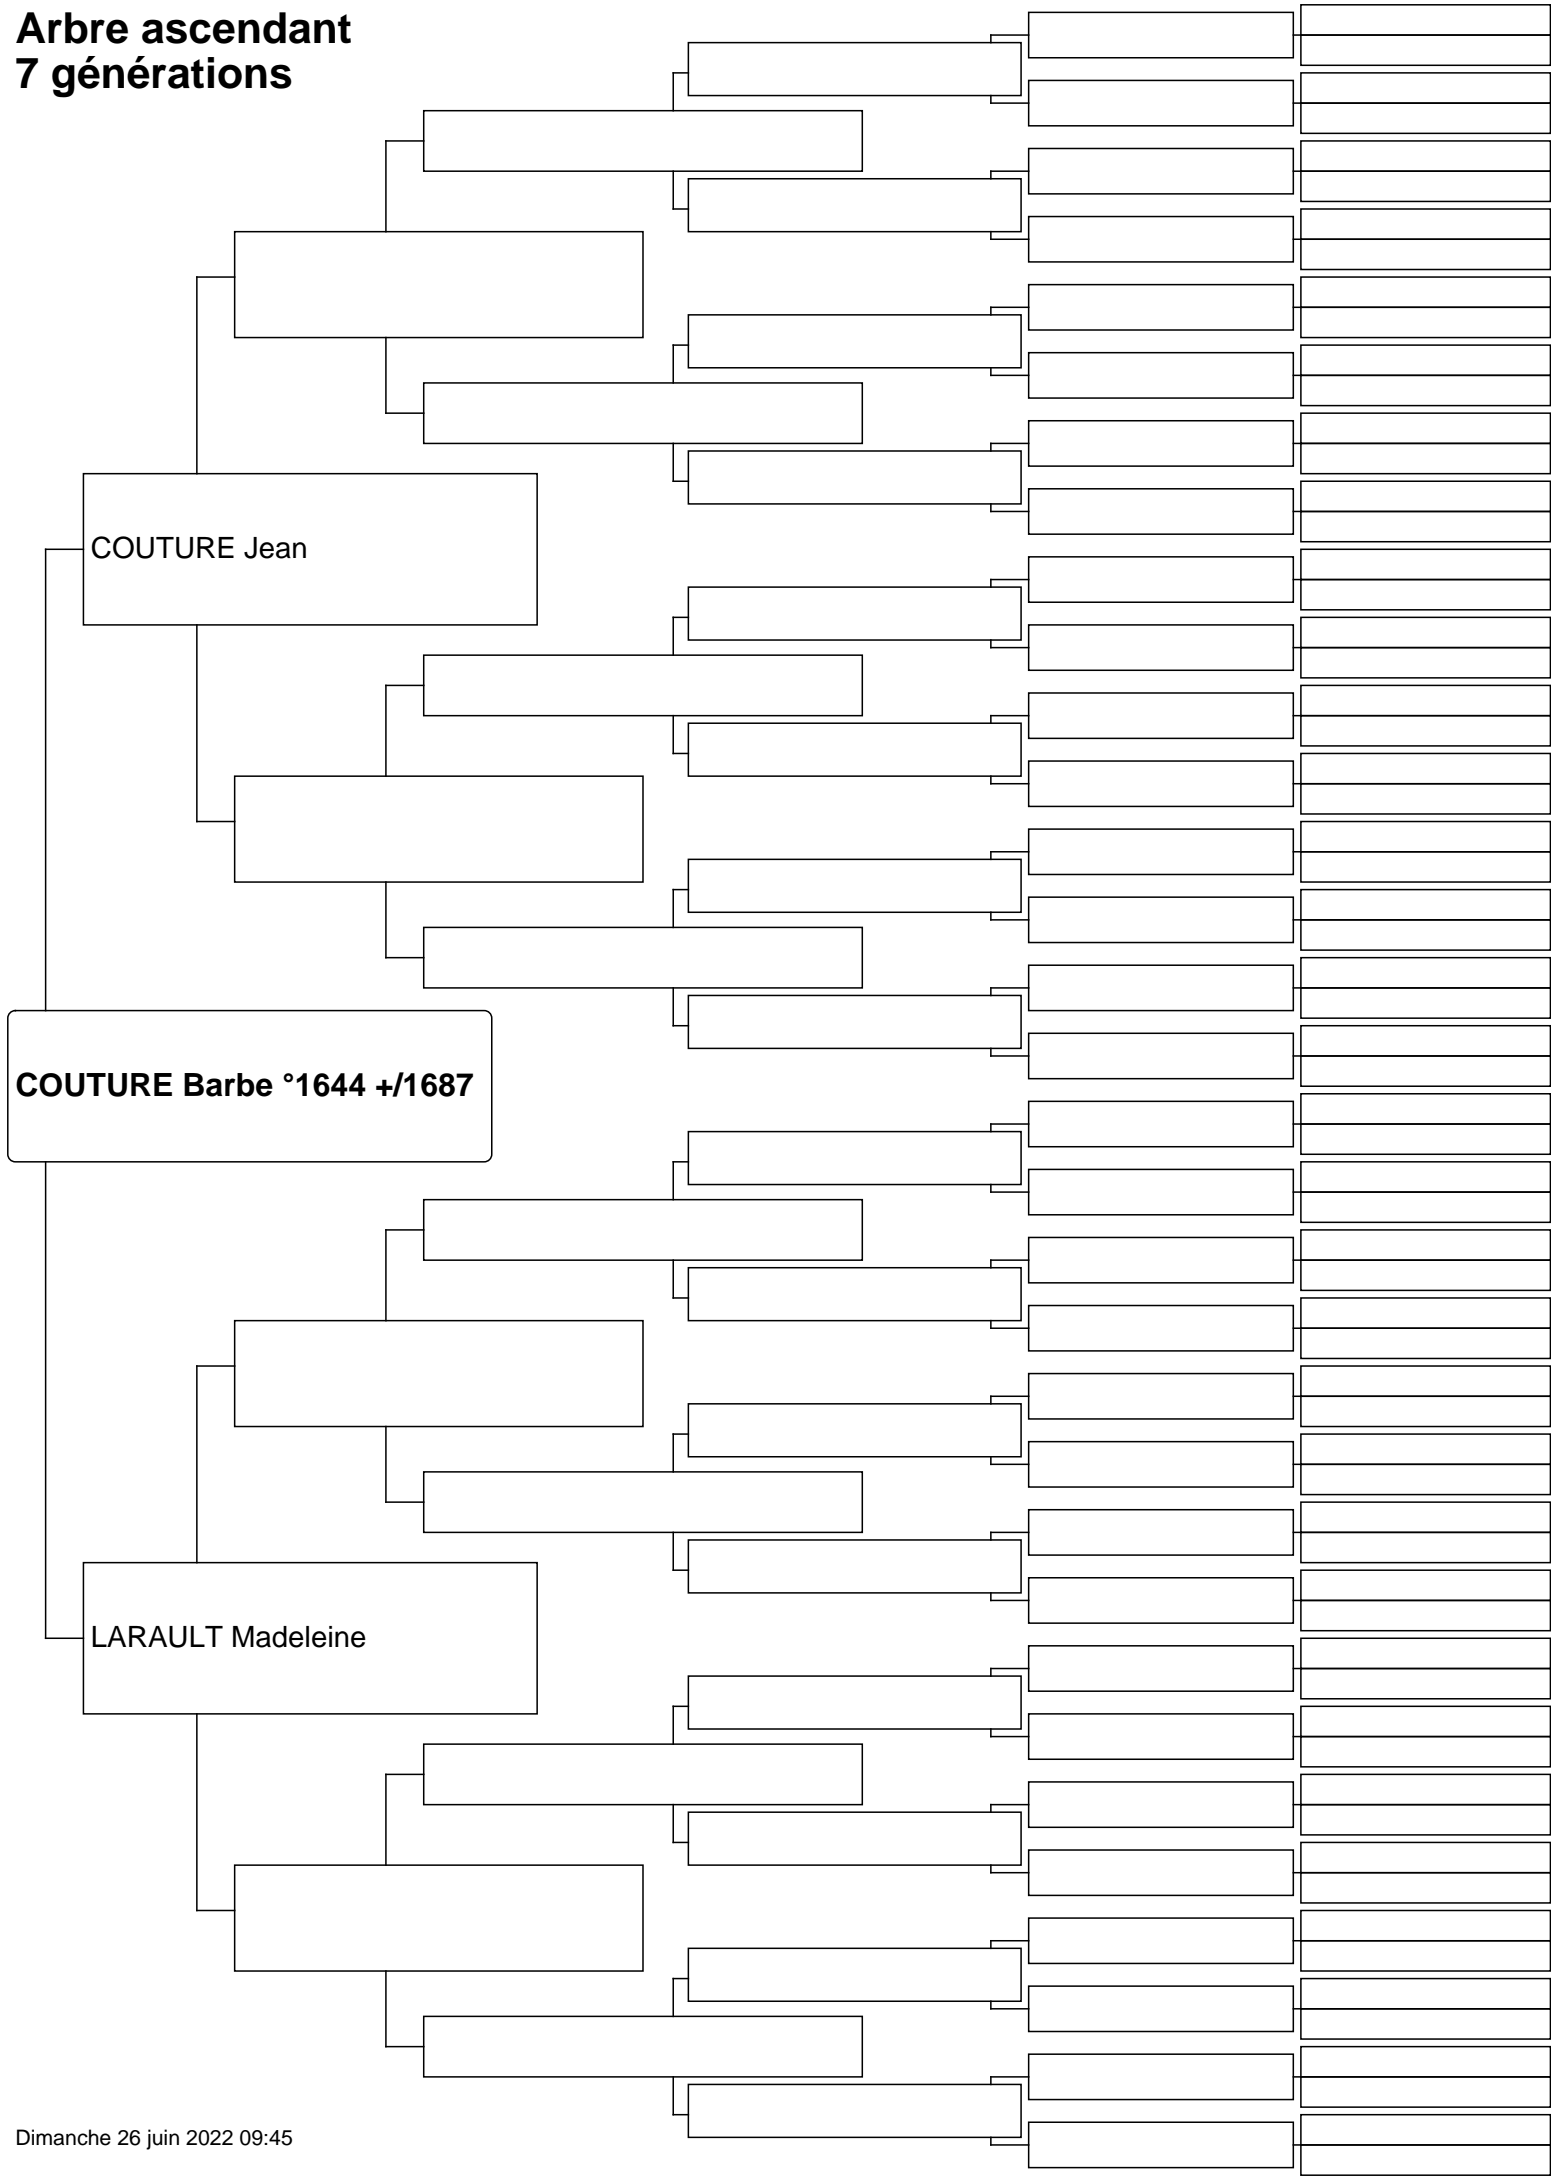 Arbre ascendant
7 générations
COUTURE Jean
COUTURE Barbe °1644 +/1687
LARAULT Madeleine
Dimanche 26 juin 2022 09:45